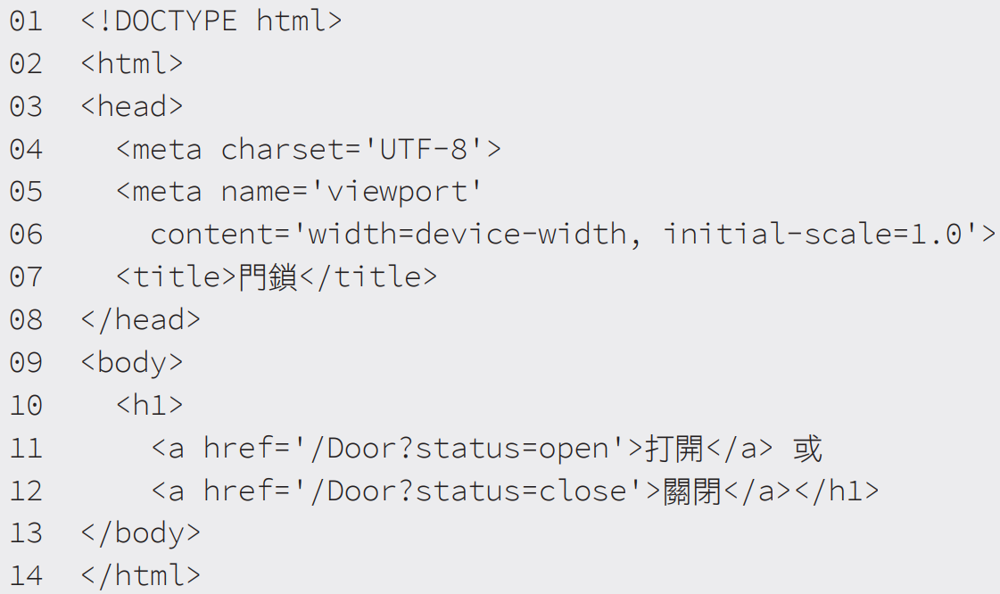 01 <!DOCTYPE html>
02 <html>
03 <head>
04   <meta charset='UTF-8'>
05   <meta name='viewport'
06     content='width=device-width, initial-scale=1.0'>
07   <title>門鎖</title>
08 </head>
09 <body>
10   <h1>
11     <a href='/Door?status=open'>打開</a> 或
12     <a href='/Door?status=close'>關閉</a></h1>
13 </body>
14 </html>